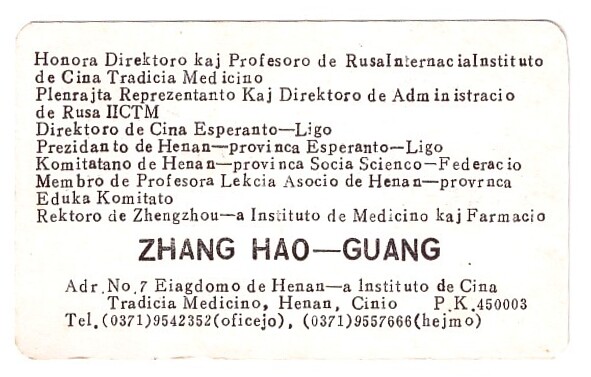 Honora Direktoro kaj Profesoro de RusaInternaciaInstituto
de Cina Tradicia Medicino
Plenrajta Reprezentanto Kaj Direktoro de Administracio
de Rusa IICTM
Direktoro de Cina Esperanto—Ligo
Prezidanto de Henan—provinca Esperanto—Ligo
Komitatano de Henan—provinca Socia Scienco—Federacio
Membro de Profesora Lekcia Asocio de Henan—provrnca
Eduka Komitato
Rektoro de Zhengzhou—a Instituto de Medicino kaj Farmacio
ZHANG HAO—GUANG
Adr.No.7 Eiagdomo de Henan—a Instituto de Cina
Tradicia Medicino, Henan, Cinio P.K.450003
Tel.(0371)9542352(oficejo), (0371)9557666(hejmo)